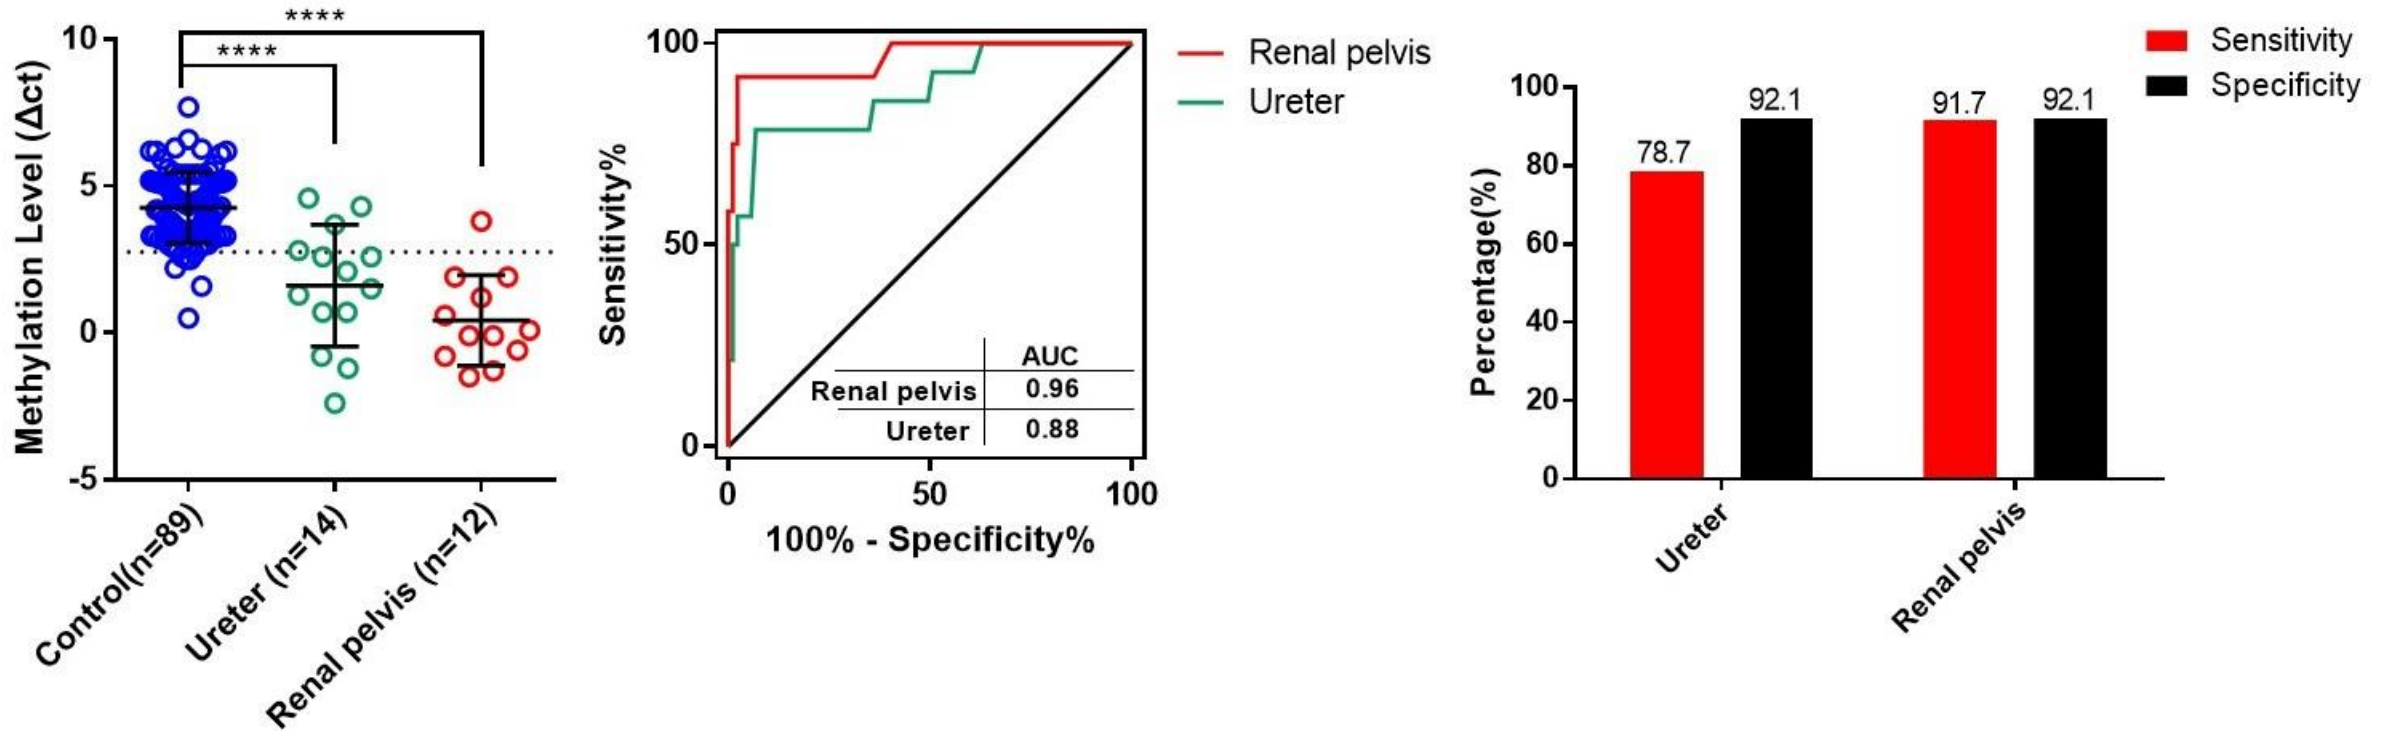 ****
****
10
5
0
-5
Methylation Level (Δct)
Control(n=89)
Ureter (n=14)
Renal pelvis (n=12)
100
50
0
Sensitivity%
0 50 100
100% - Specificity%
AUC
Renal pelvis 0.96
Ureter 0.88
Renal pelvis
Ureter
100
80
60
40
20
0
Percentage(%)
78.7 92.1 91.7 92.1
Ureter
Renal pelvis
Sensitivity
Specificity